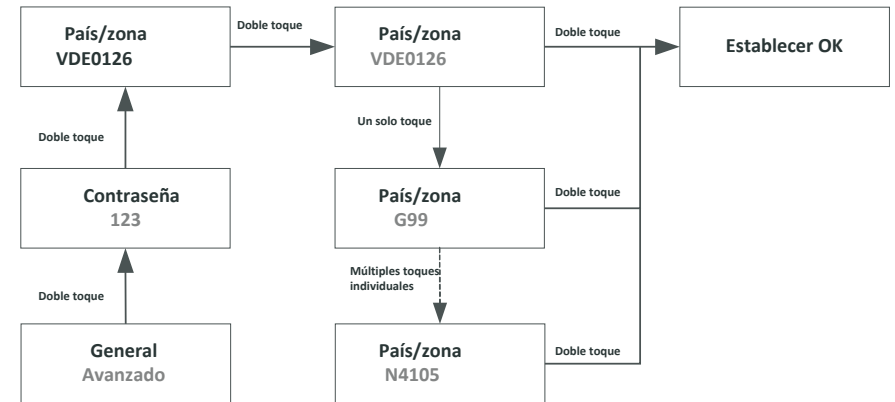 País/zona
VDE0126
Doble toque
País/zona
VDE0126
Doble toque
Establecer OK
Doble toque
Un solo toque
Contraseña
123
País/zona
G99
Doble toque
Doble toque
Múltiples toques
individuales
General
Avanzado
País/zona
N4105
Doble toque